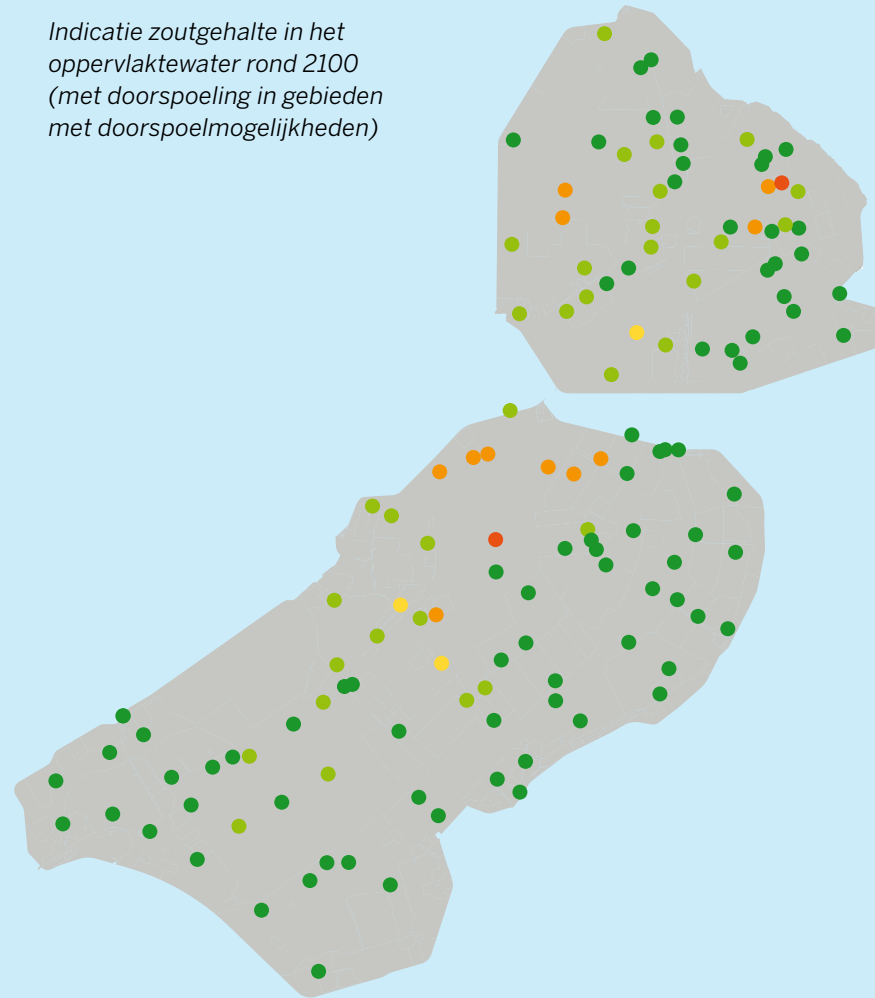 Indicatie zoutgehalte in het
oppervlaktewater rond 2100
(met doorspoeling in gebieden
met doorspoelmogelijkheden)